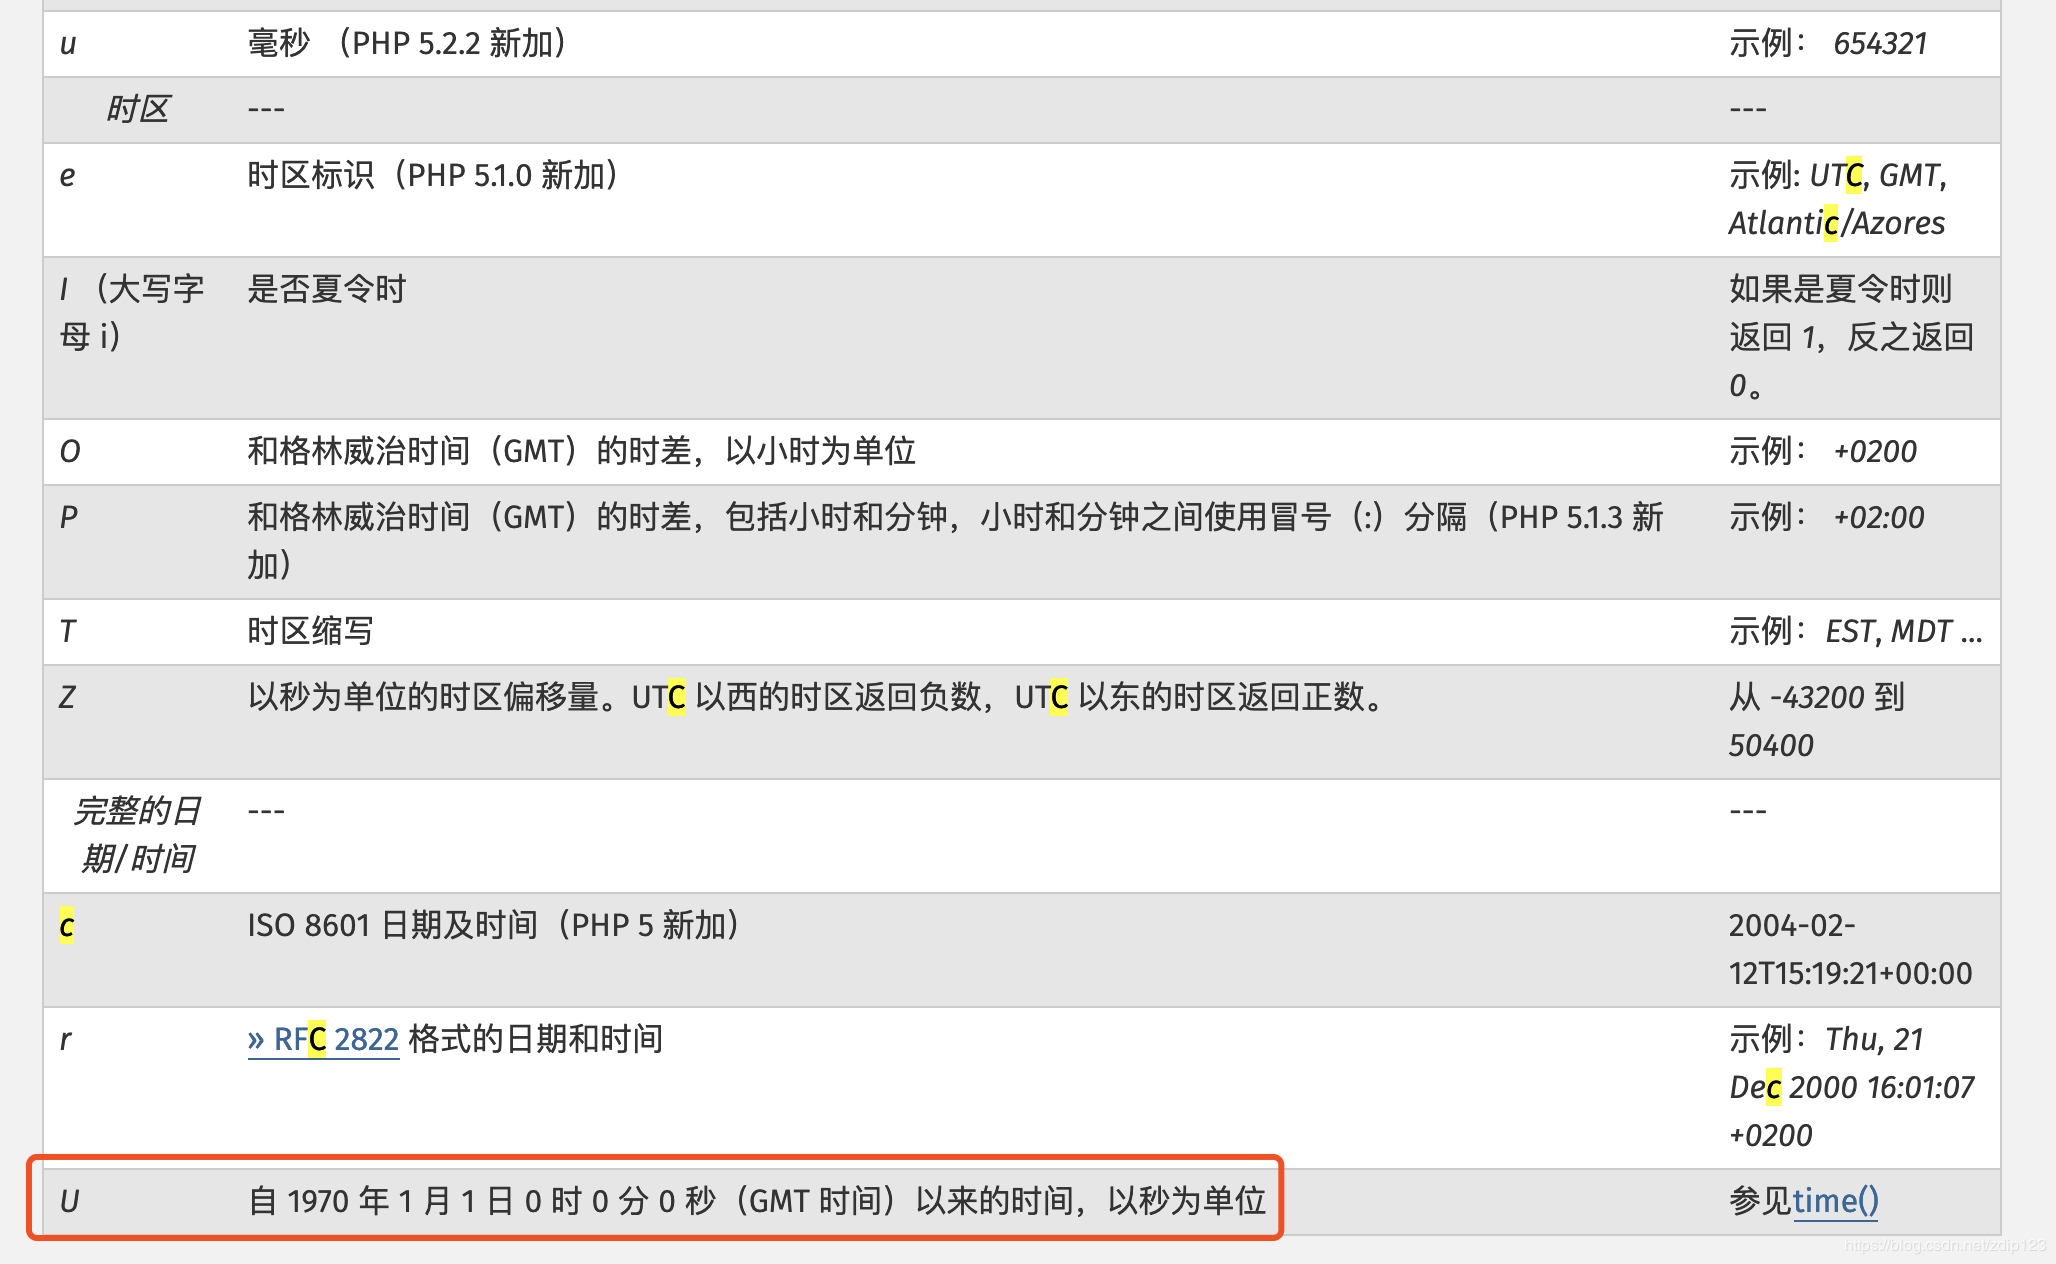 u 毫秒 （PHP 5.2.2 新加） 示例： 654321
时区 --- ---
e 时区标识（PHP 5.1.0 新加） 示例: UTC, GMT,
Atlantic/Azores
I （大写字 是否夏令时 如果是夏令时则
母 i） 返回 1，反之返回
0。
O 和格林威治时间（GMT）的时差，以小时为单位 示例： +0200
P 和格林威治时间（GMT）的时差，包括小时和分钟，小时和分钟之间使用冒号（:）分隔（PHP 5.1.3 新 示例： +02:00
加）
T 时区缩写 示例：EST, MDT ...
Z 以秒为单位的时区偏移量。UTC 以西的时区返回负数，UTC 以东的时区返回正数。 从 -43200 到
50400
完整的日 --- ---
期/时间
c ISO 8601 日期及时间（PHP 5 新加） 2004-02-
12T15:19:21+00:00
r » RFC 2822 格式的日期和时间 示例：Thu, 21
Dec 2000 16:01:07
+0200
U 自 1970 年 1 月 1 日 0 时 0 分 0 秒（GMT 时间）以来的时间，以秒为单位 参见time()
https://blog.csdn.net/zdip123